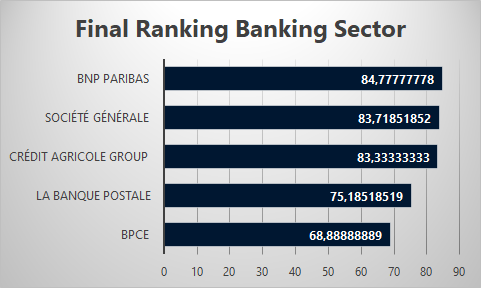 Final Ranking Banking Sector
BNP PARIBAS
84,77777778
SOCIÉTÉ GÉNÉRALE
83,71851852
CRÉDIT AGRICOLE GROUP
83,33333333
LA BANQUE POSTALE
75,18518519
BPCE
68,88888889
0 10 20 30 40 50 60 70 80 90